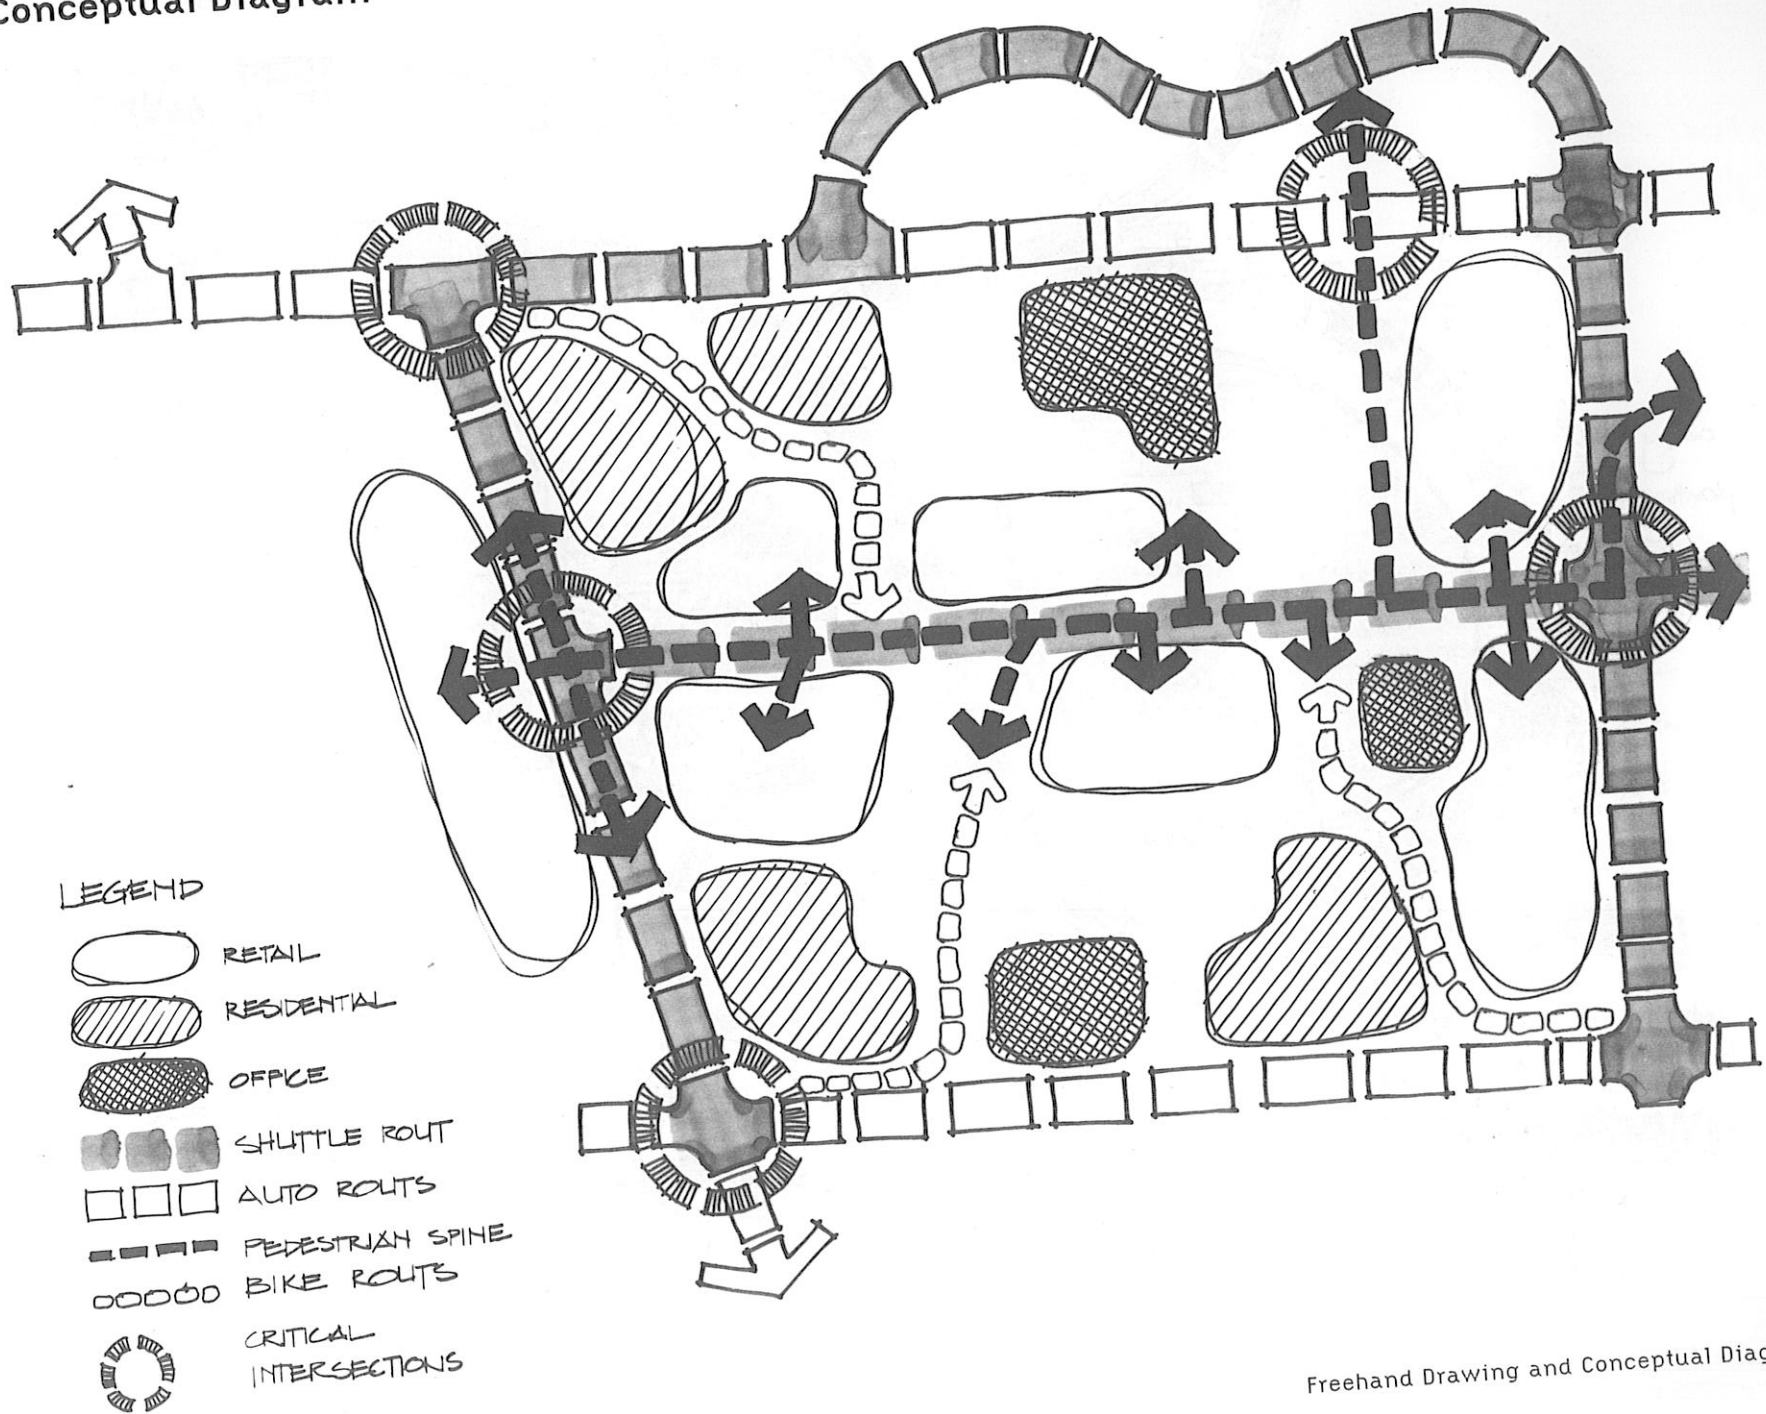 Conceptual Diagram
LEGEND
RETAIL
RESIDENTIAL
OFFICE
SHUTTLE ROUT
AUTO ROUTS
PEDESTRIAN SPINE
BIKE ROUTS
CRITICAL
INTERSECTIONS
Freehand Drawing and Conceptual Diag